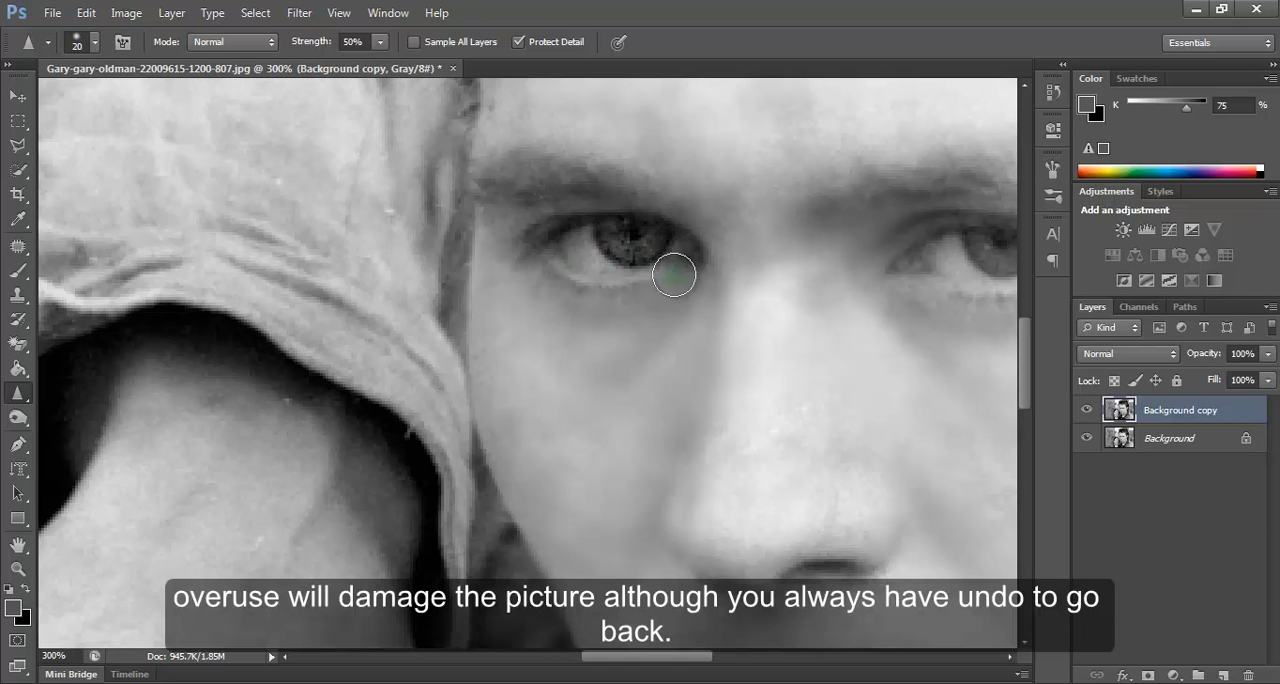 Ps File Edit Image Layer Type Select Filter View Window Help
20 Mode: Normal Strength: 50% Sample All Layers Protect Detail Essentials
Gary-gary-oldman-22009615-1200-807.jpg @ 300% (Background copy, Gray/8#) * ×
Color Swatches
K 75 %
Adjustments Styles
Add an adjustment
Layers Channels Paths
Kind
Normal Opacity: 100%
Lock: Fill: 100%
Background copy
Background
overuse will damage the picture although you always have undo to go
back.
300% Doc: 945.7K/1.85M
Mini Bridge Timeline
fx